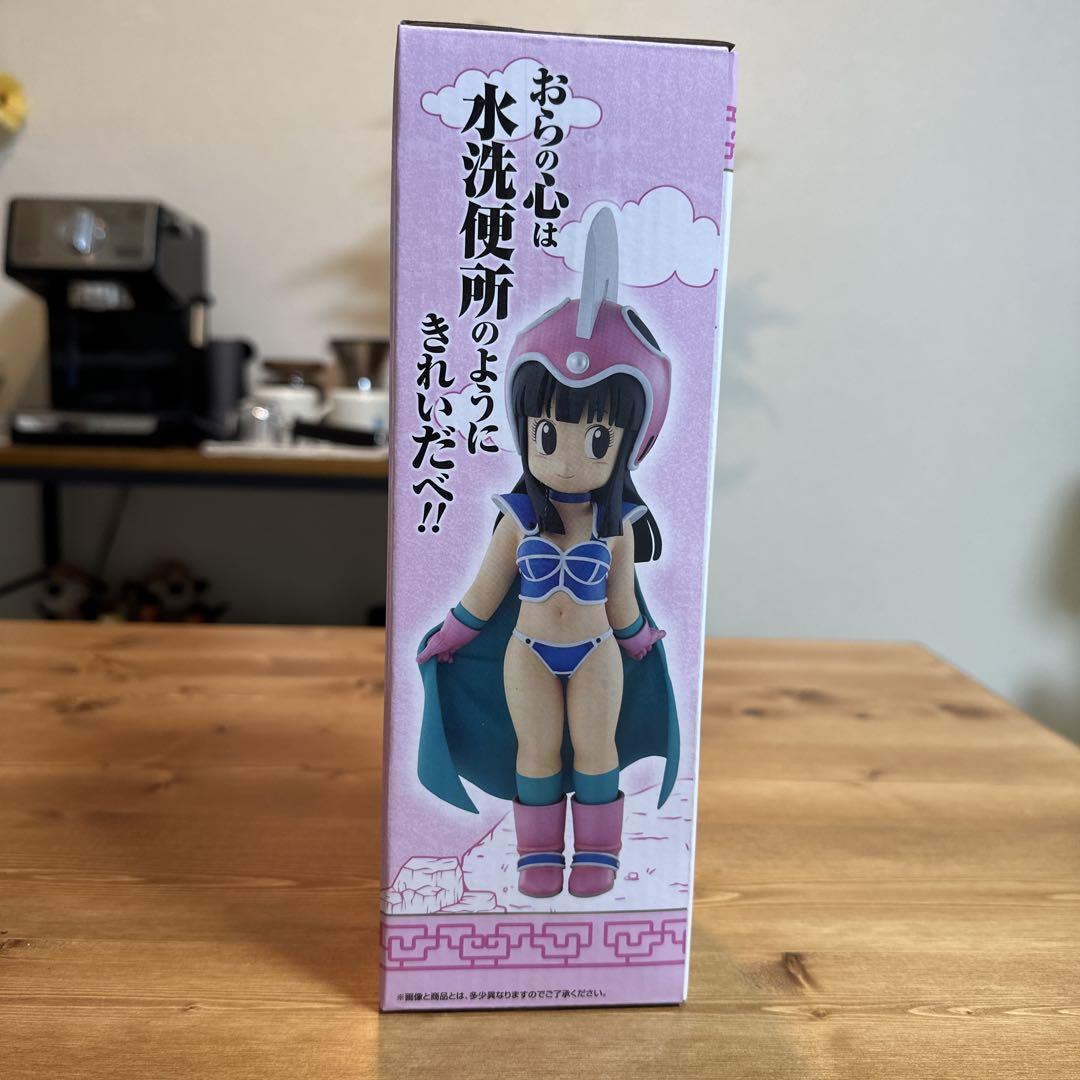 おらの心は
水洗便所のように
きれいだべ!!
※画像と商品とは、多少異なりますのでご了承ください。